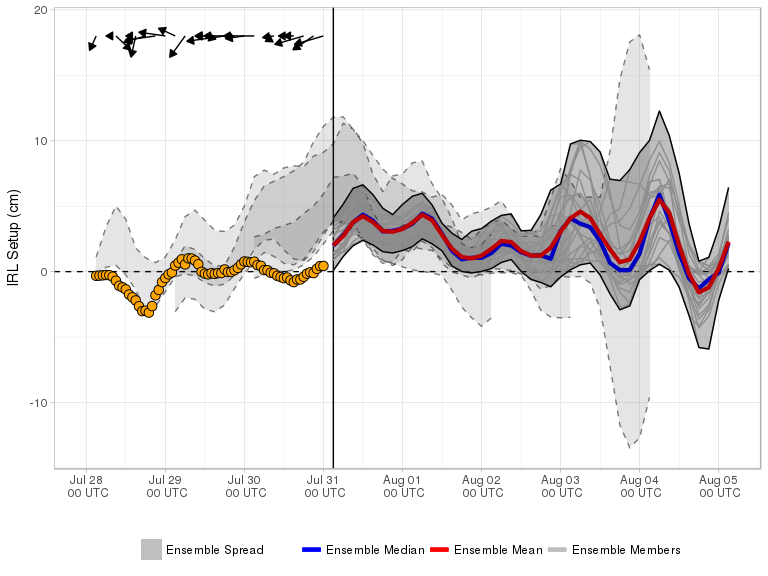 20
10
0
-10
IRL Setup (cm)
Jul 28 Jul 29 Jul 30 Jul 31 Aug 01 Aug 02 Aug 03 Aug 04 Aug 05
00 UTC 00 UTC 00 UTC 00 UTC 00 UTC 00 UTC 00 UTC 00 UTC 00 UTC
Ensemble Spread Ensemble Median Ensemble Mean Ensemble Members